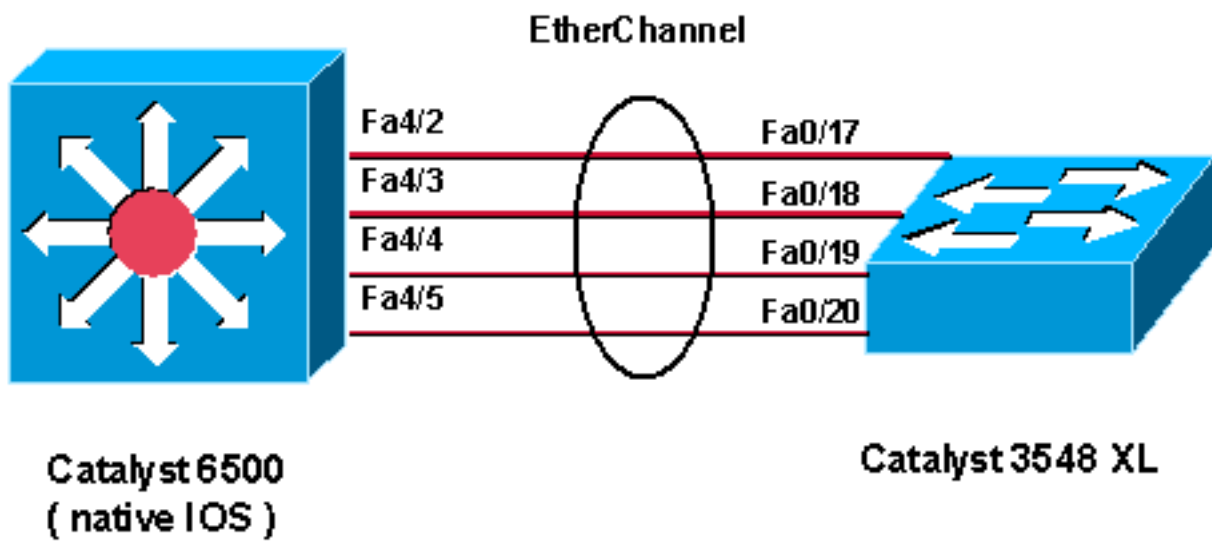 EtherChannel
Fa4/2
Fa0/17
Fa4/3
Fa0/18
Fa4/4
Fa0/19
Fa4/5
Fa0/20
Catalyst 6500
( native IOS )
Catalyst 3548 XL